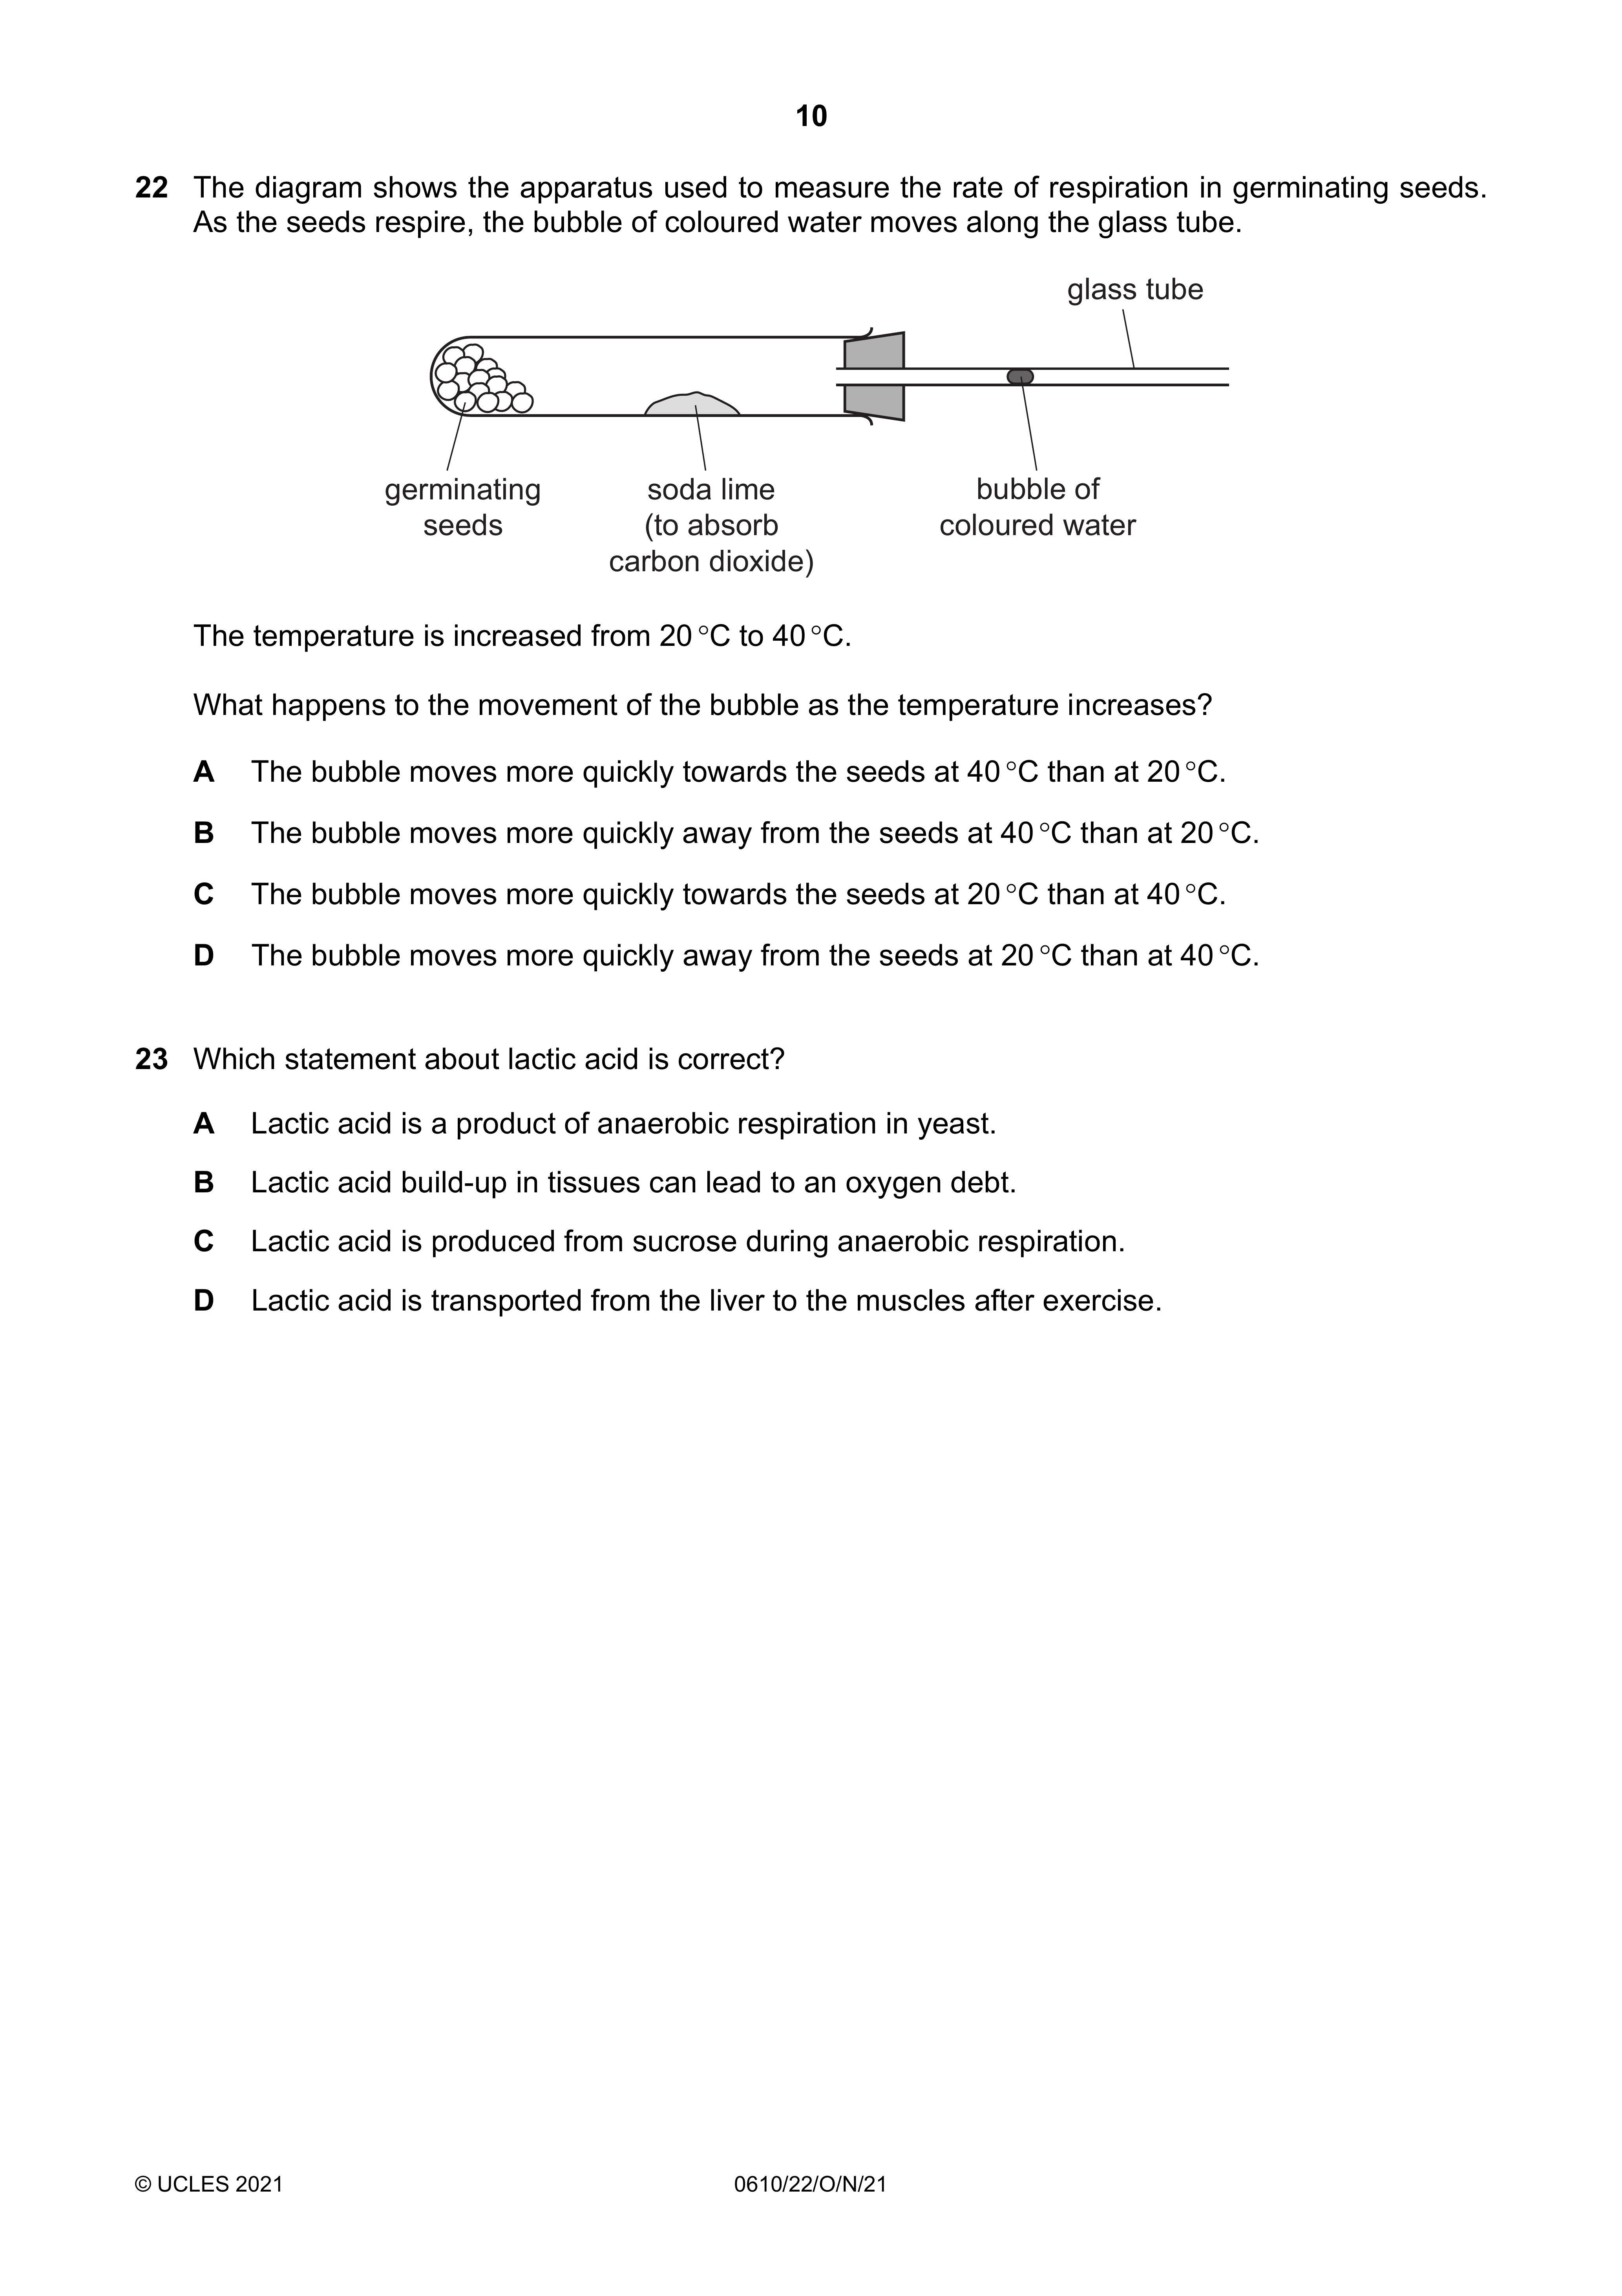 10
22 The diagram shows the apparatus used to measure the rate of respiration in germinating seeds.
As the seeds respire, the bubble of coloured water moves along the glass tube.
glass tube
germinating
seeds
soda lime
(to absorb
carbon dioxide)
bubble of
coloured water
The temperature is increased from 20 °C to 40 °C.
What happens to the movement of the bubble as the temperature increases?
A The bubble moves more quickly towards the seeds at 40 °C than at 20 °C.
B The bubble moves more quickly away from the seeds at 40 °C than at 20 °C.
C The bubble moves more quickly towards the seeds at 20 °C than at 40 °C.
D The bubble moves more quickly away from the seeds at 20 °C than at 40 °C.
23 Which statement about lactic acid is correct?
A Lactic acid is a product of anaerobic respiration in yeast.
B Lactic acid build-up in tissues can lead to an oxygen debt.
C Lactic acid is produced from sucrose during anaerobic respiration.
D Lactic acid is transported from the liver to the muscles after exercise.
© UCLES 2021
0610/22/O/N/21